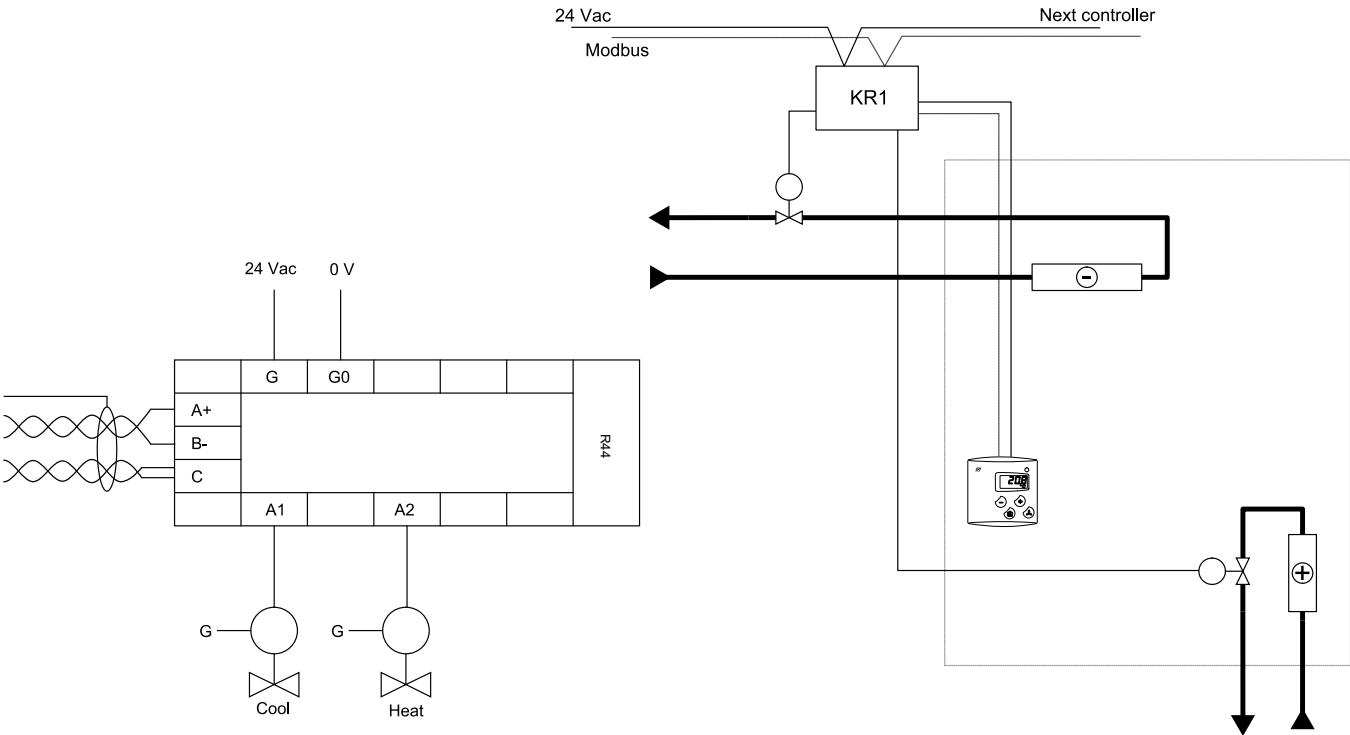 24 Vac
Next controller
Modbus
KR1
24 Vac 0 V
G G0
A+
B-
C
R44
A1 A2
20.8
G G
Cool
Heat